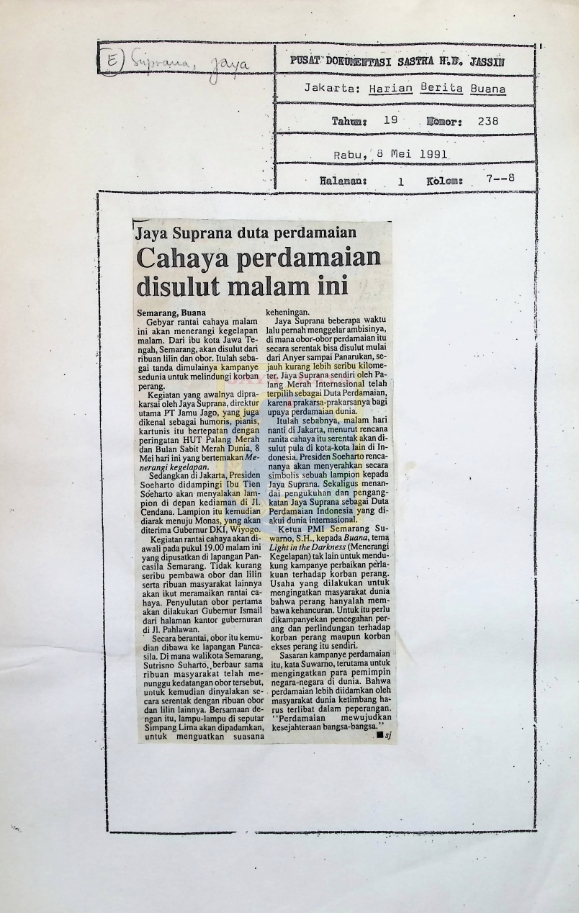 E) Suprana, Jaya
PUSAT DOKUMENTASI SASTRA H.B. JASSIN
Jakarta: Harian Berita Buana
Tahun: 19 Nomor: 238
Rabu, 8 Mei 1991
Halaman: 1 Kolom: 7--8
Jaya Suprana duta perdamaian
Cahaya perdamaian
disulut malam ini
Semarang, Buana
Gebyar rantai cahaya malam
ini akan menerangi kegelapan
malam. Dari ibu kota Jawa Te-
ngah, Semarang, akan disulut dari
ribuan lilin dan obor. Itulah seba-
gai tanda dimulainya kampanye
sedunia untuk melindungi korban
perang.
Kegiatan yang awalnya dipra-
karsai oleh Jaya Suprana, direktur
utama PT Jamu Jago, yang juga
dikenal sebagai humoris, pianis,
kartunis itu bertepatan dengan
peringatan HUT Palang Merah
dan Bulan Sabit Merah Dunia, 8
Mei hari ini yang bertemakan Me-
nerangi kegelapan.
Sedangkan di Jakarta, Presiden
Soeharto didampingi Ibu Tien
Soeharto akan menyalakan lam-
pion di depan kediaman di Jl.
Cendana. Lampion itu kemudian
diarak menuju Monas, yang akan
diterima Gubernur DKI, Wiyogo.
Kegiatan rantai cahaya akan di-
awali pada pukul 19.00 malam ini
yang dipusatkan di lapangan Pan-
casila Semarang. Tidak kurang
seribu pembawa obor dan lilin
serta ribuan masyarakat lainnya
akan ikut meramaikan rantai ca-
haya. Penyulutan obor pertama
akan dilakukan Gubernur Ismail
dari halaman kantor gubernuran
di Jl. Pahlawan.
Secara berantai, obor itu kemu-
dian dibawa ke lapangan Panca-
sila. Di mana walikota Semarang,
Sutrisno Suharto, berbaur sama
ribuan masyarakat telah me-
nunggu kedatangan obor tersebut,
untuk kemudian dinyalakan se-
cara serentak dengan ribuan obor
dan lilin lainnya. Bersamaan de-
ngan itu, lampu-lampu di seputar
Simpang Lima akan dipadamkan,
untuk menguatkan suasana
keheningan.
Jaya Suprana beberapa waktu
lalu pernah menggelar ambisinya,
di mana obor-obor perdamaian itu
secara serentak bisa disulut mulai
dari Anyer sampai Panarukan, se-
jauh kurang lebih seribu kilome-
ter. Jaya Suprana sendiri oleh Pa-
lang Merah Internasional telah
terpilih sebagai Duta Perdamaian,
karena prakarsa-prakarsanya bagi
upaya perdamaian dunia.
Itulah sebabnya, malam hari
nanti di Jakarta, menurut rencana
ranita cahaya itu serentak akan di-
sulut pula di kota-kota lain di In-
donesia. Presiden Soeharto renca-
nanya akan menyerahkan secara
simbolis sebuah lampion kepada
Jaya Suprana. Sekaligus menan-
dai pengukuhan dan pengang-
katan Jaya Suprana sebagai Duta
Perdamaian Indonesia yang di-
akui dunia internasional.
Ketua PMI Semarang Su-
warno, S.H., kepada Buana, tema
Light in the Darkness (Menerangi
Kegelapan) tak lain untuk mendu-
kung kampanye perbaikan perla-
kuan terhadap korban perang.
Usaha yang dilakukan untuk
mengingatkan masyarakat dunia
bahwa perang hanyalah mem-
bawa kehancuran. Untuk itu perlu
dikampanyekan pencegahan per-
ang dan perlindungan terhadap
korban perang maupun korban
ekses perang itu sendiri.
Sasaran kampanye perdamaian
itu, kata Suwarno, terutama untuk
mengingatkan para pemimpin
negara-negara di dunia. Bahwa
perdamaian lebih diidamkan oleh
masyarakat dunia ketimbang ha-
rus terlibat dalam peperangan.
"Perdamaian mewujudkan
kesejahteraan bangsa-bangsa."
■ sj